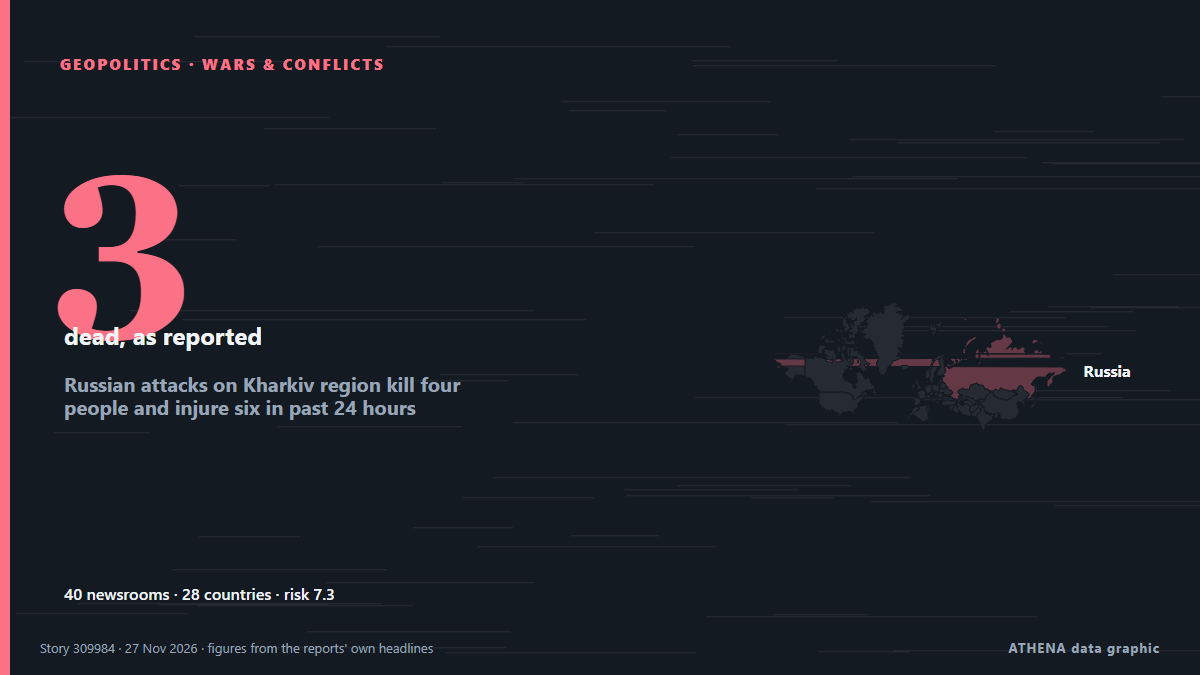 GEOPOLITICS · WARS & CONFLICTS
3
dead, as reported
Russian attacks on Kharkiv region kill four
people and injure six in past 24 hours
Russia
40 newsrooms · 28 countries · risk 7.3
Story 309984 · 27 Nov 2026 · figures from the reports' own headlines
ATHENA data graphic